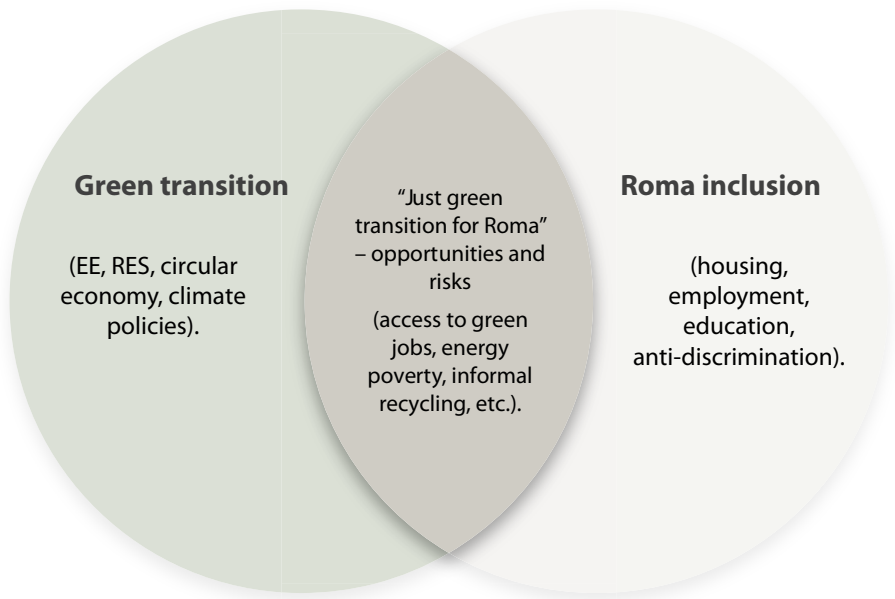 Green transition
(EE, RES, circular
economy, climate
policies).
“Just green
transition for Roma”
– opportunities and
risks
(access to green
jobs, energy
poverty, informal
recycling, etc.).
Roma inclusion
(housing,
employment,
education,
anti-discrimination).